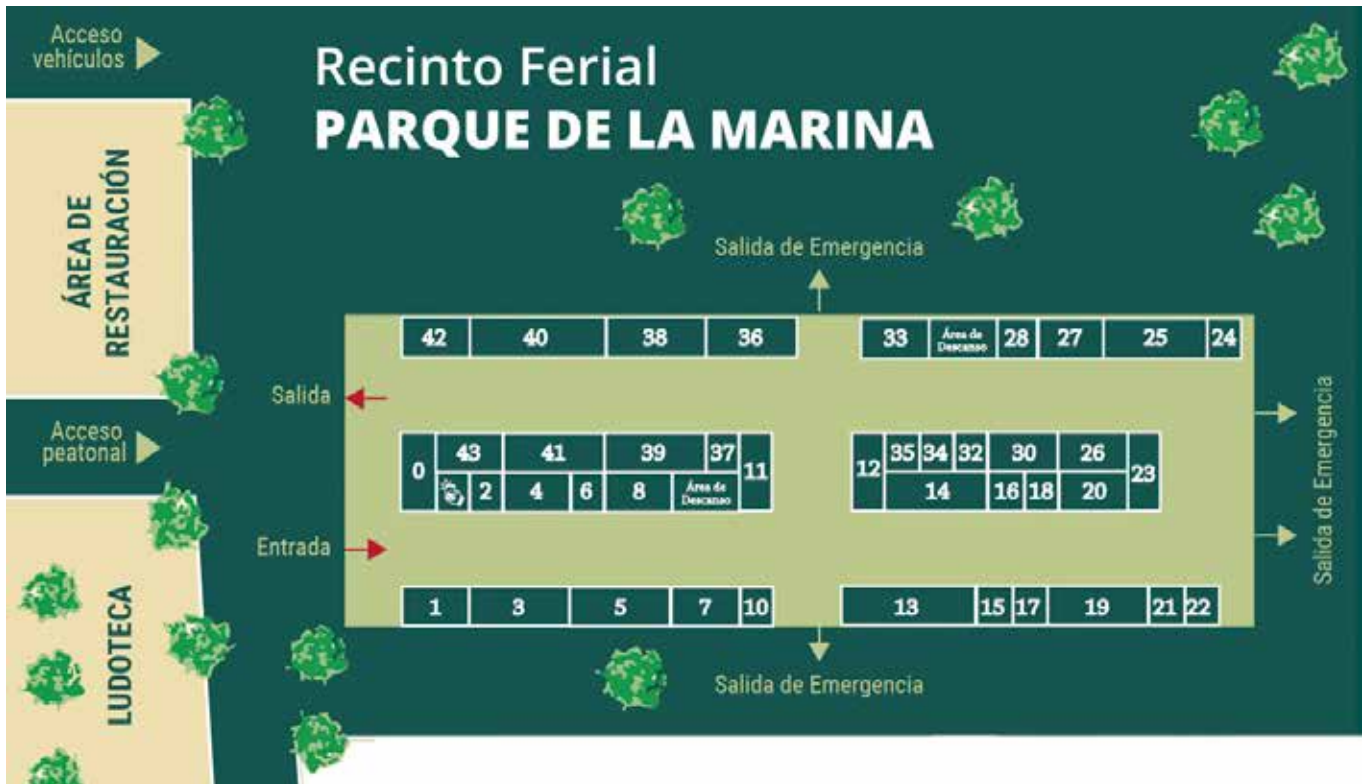 Acceso
vehículos
Recinto Ferial
PARQUE DE LA MARINA
ÁREA DE
RESTAURACIÓN
Salida de Emergencia
42 40 38 36 33 Área de
Descanso 28 27 25 24
Salida
Acceso
peatonal
0 43 41 39 37 11
2 4 6 8 Área de
Descanso
12 35 34 32 30 26 23
14 16 18 20
Salida de Emergencia
Entrada
1 3 5 7 10 13 15 17 19 21 22
Salida de Emergencia
LUDOTECA